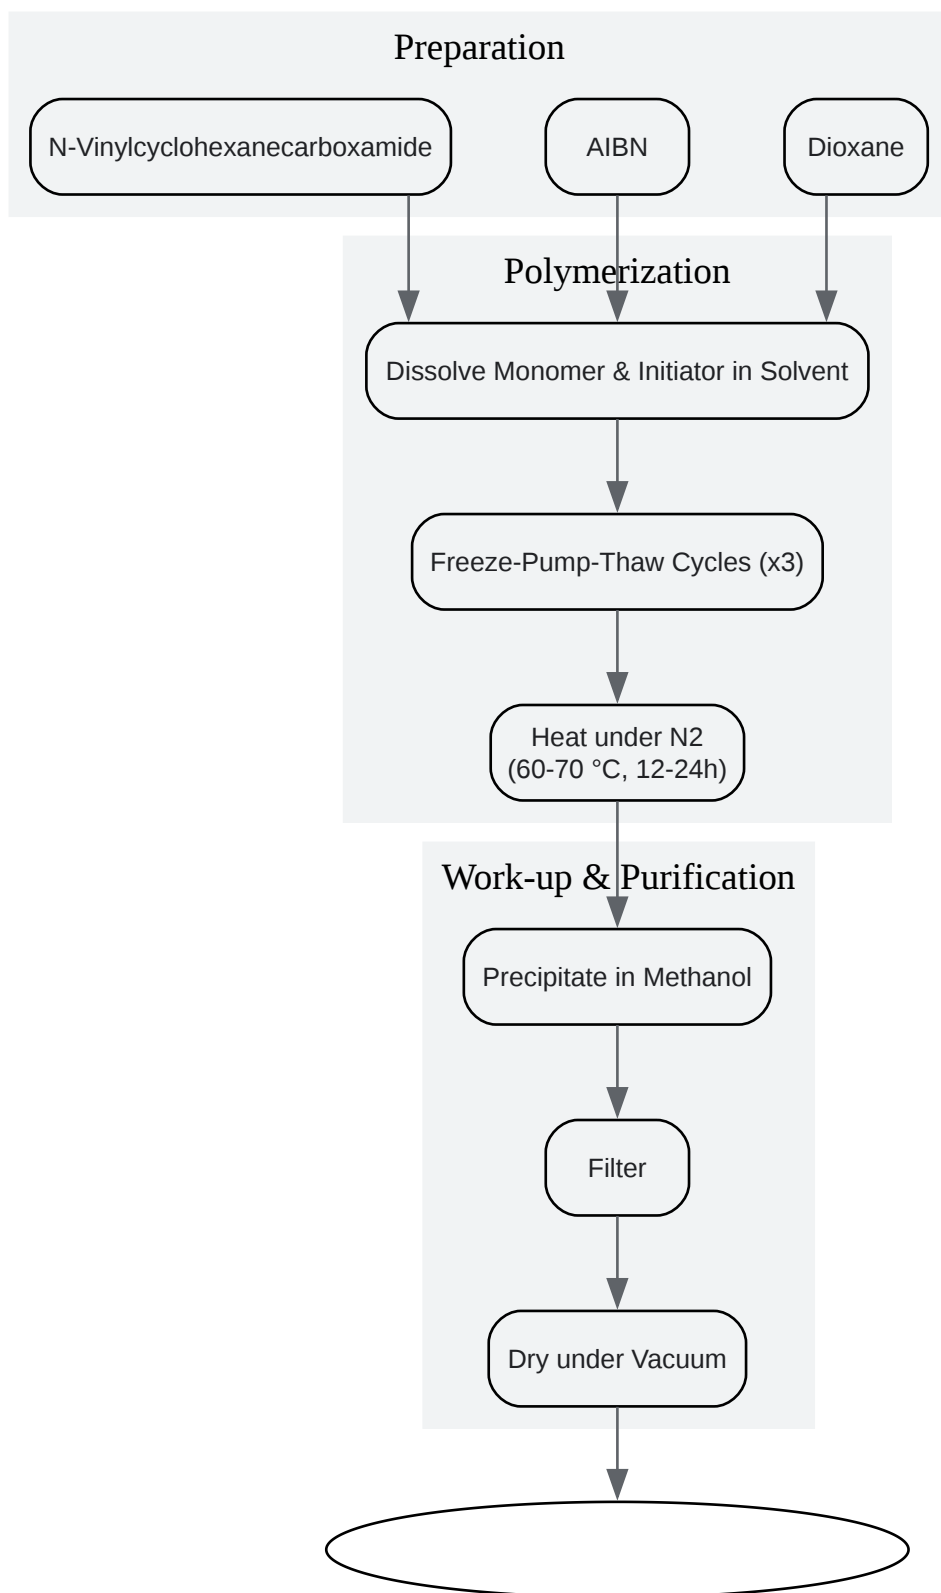 Preparation
N-Vinylcyclohexanecarboxamide
AIBN
Dioxane
Polymerization
Dissolve Monomer & Initiator in Solvent
Freeze-Pump-Thaw Cycles (x3)
Heat under N2
(60-70 °C, 12-24h)
Work-up & Purification
Precipitate in Methanol
Filter
Dry under Vacuum